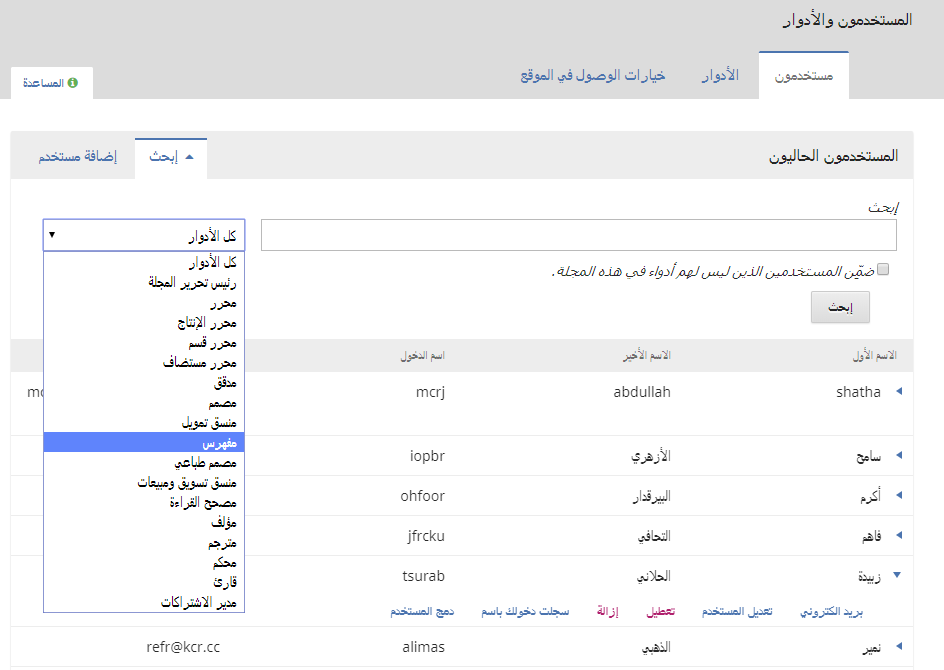 المستخدمون والأدوار
مستخدمون
الأدوار
خيارات الوصول في الموقع
المساعدة
المستخدمون الحاليون
إبحث
إضافة مستخدم
إبحث
كل الأدوار
ضمّن المستخدمين الذين ليس لهم أدواء في هذه المجلة.
إبحث
كل الأدوار
رئيس تحرير المجلة
محرر
محرر الإنتاج
محرر قسم
محرر مستضاف
مدقق
مصمم
منسق تمويل
مفهرس
مصمم طباعي
منسق تسويق ومبيعات
مصحح القراءة
مؤلف
مترجم
محكم
قارئ
مدير الاشتراكات
الاسم الأول الاسم الأخير اسم الدخول
shatha abdullah mcrj
سامح الأزهري iopbr
أكرم البيرقدار ohfoor
فاهم التحافي jfrcku
زبيدة الحلاني tsurab
بريد الكتروني تعديل المستخدم تعطيل إزالة سجلت دخولك باسم دمج المستخدم
نمير الذهبي alimas refr@kcr.cc